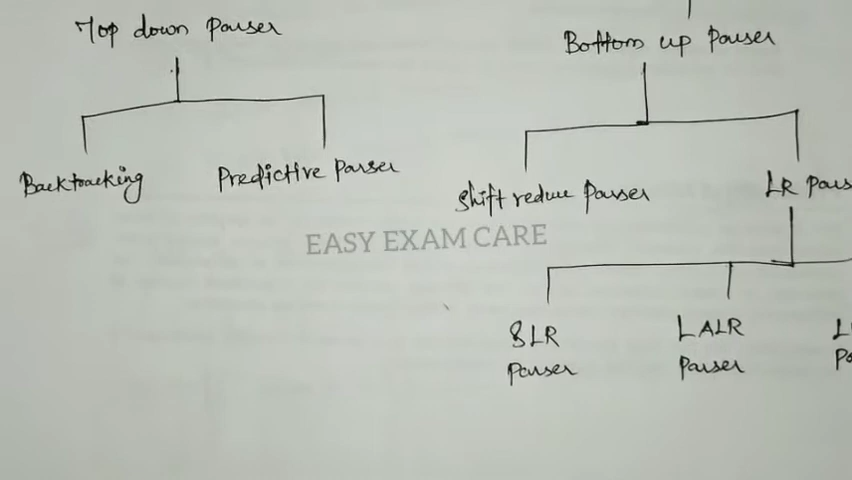 Top down Parser
Bottom up Parser
Backtracking
Predictive Parser
Shift reduce Parser
LR Pars
EASY EXAM CARE
SLR
Parser
LALR
Parser
L
Pa